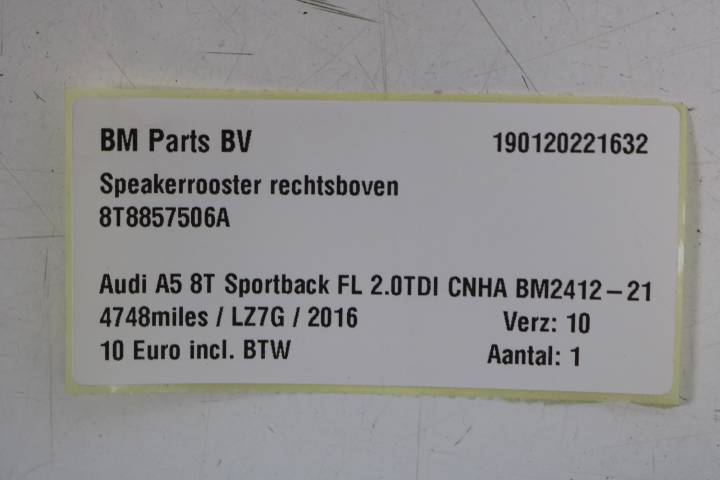 BM Parts BV 190120221632
Speakerrooster rechtsboven
8T8857506A
Audi A5 8T Sportback FL 2.0TDI CNHA BM2412-21
4748miles / LZ7G / 2016 Verz: 10
10 Euro incl. BTW Aantal: 1